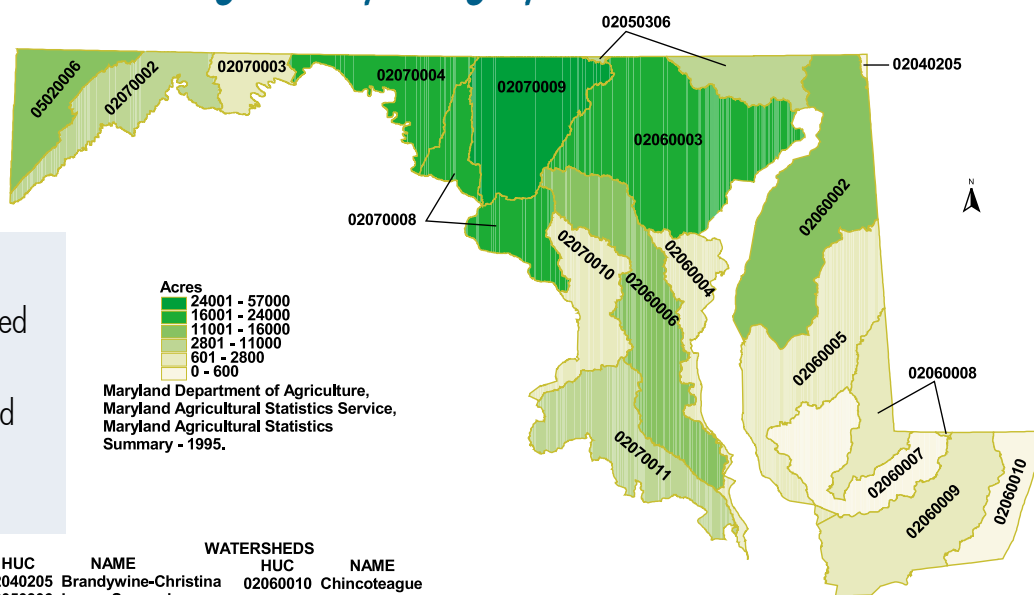 02050306
02040205
02070003
05020006
02070002
02070004
02070009
02060003
02060002
02070008
N
02070010
02060004
02060006
02060005
02060008
02070011
02060007
02060009
02060010
Acres
24001 - 57000
16001 - 24000
11001 - 16000
2801 - 11000
601 - 2800
0 - 600
Maryland Department of Agriculture,
Maryland Agricultural Statistics Service,
Maryland Agricultural Statistics
Summary - 1995.
WATERSHEDS
HUC NAME HUC NAME
2040205 Brandywine-Christina 02060010 Chincoteague